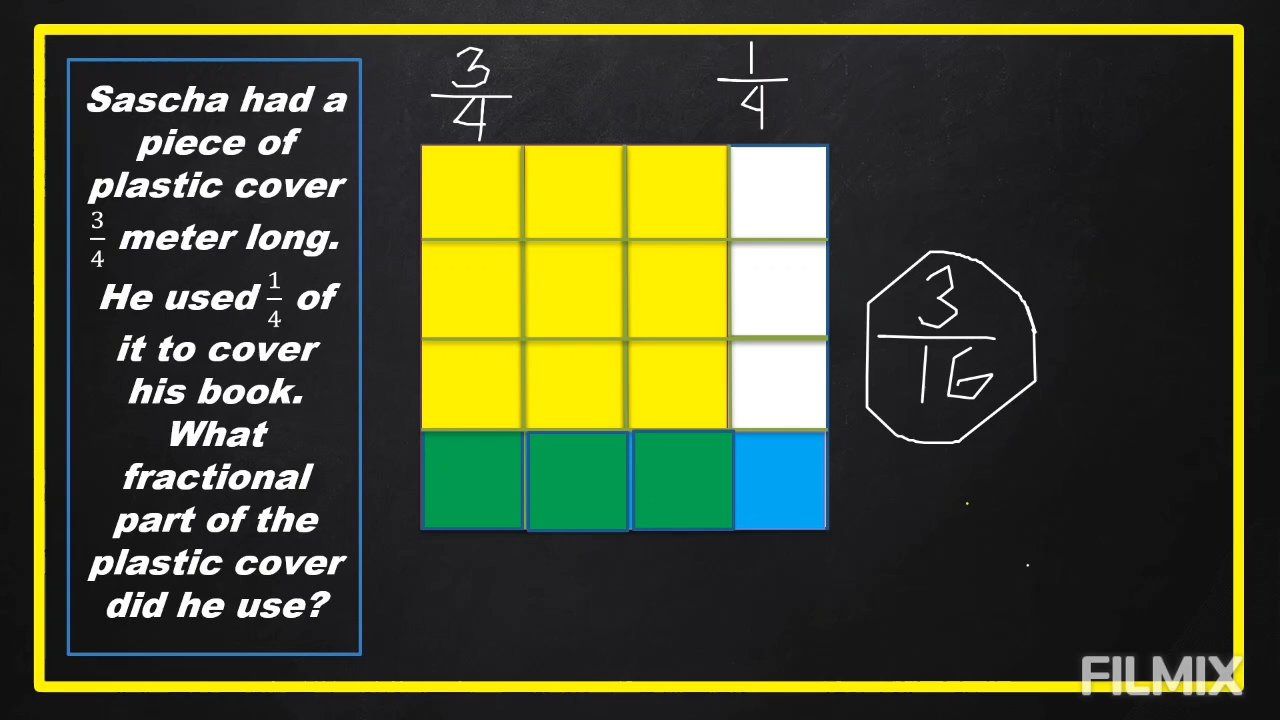 Sascha had a
piece of
plastic cover
3/4 meter long.
He used 1/4 of
it to cover
his book.
What
fractional
part of the
plastic cover
did he use?
3/4
1/4
3/16
FILMIX